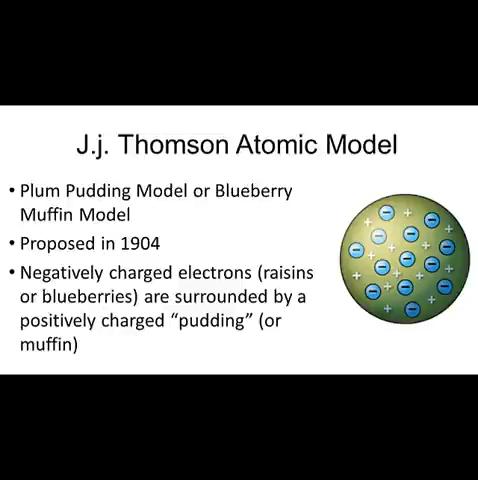 J.j. Thomson Atomic Model
• Plum Pudding Model or Blueberry
Muffin Model
• Proposed in 1904
• Negatively charged electrons (raisins
or blueberries) are surrounded by a
positively charged “pudding” (or
muffin)